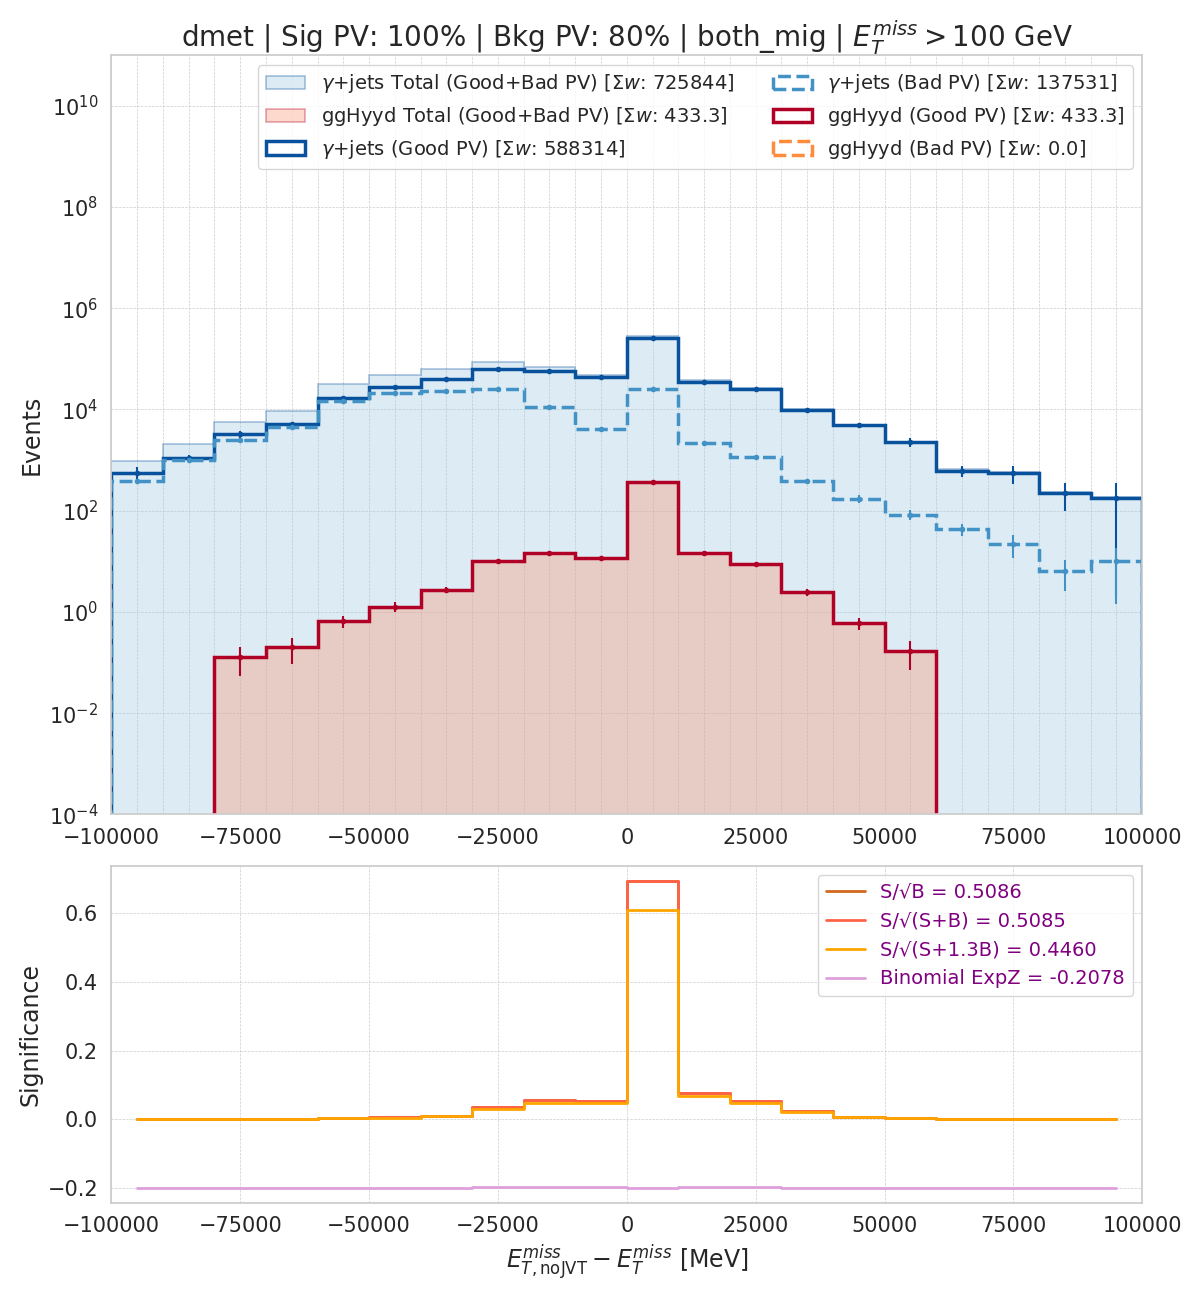 dmet | Sig PV: 100% | Bkg PV: 80% | both_mig | $E_T^{miss} > 100$ GeV
γ+jets Total (Good+Bad PV) [Σw: 725844]
ggHyyd Total (Good+Bad PV) [Σw: 433.3]
γ+jets (Good PV) [Σw: 588314]
γ+jets (Bad PV) [Σw: 137531]
ggHyyd (Good PV) [Σw: 433.3]
ggHyyd (Bad PV) [Σw: 0.0]
Events
10^{10}
10^{8}
10^{6}
10^{4}
10^{2}
10^{0}
10^{−2}
10^{−4}
−100000 −75000 −50000 −25000 0 25000 50000 75000 100000
S/√B = 0.5086
S/√(S+B) = 0.5085
S/√(S+1.3B) = 0.4460
Binomial ExpZ = -0.2078
Significance
0.6
0.4
0.2
0.0
−0.2
−100000 −75000 −50000 −25000 0 25000 50000 75000 100000
$E_{T,noJVT}^{miss} − E_T^{miss}$ [MeV]